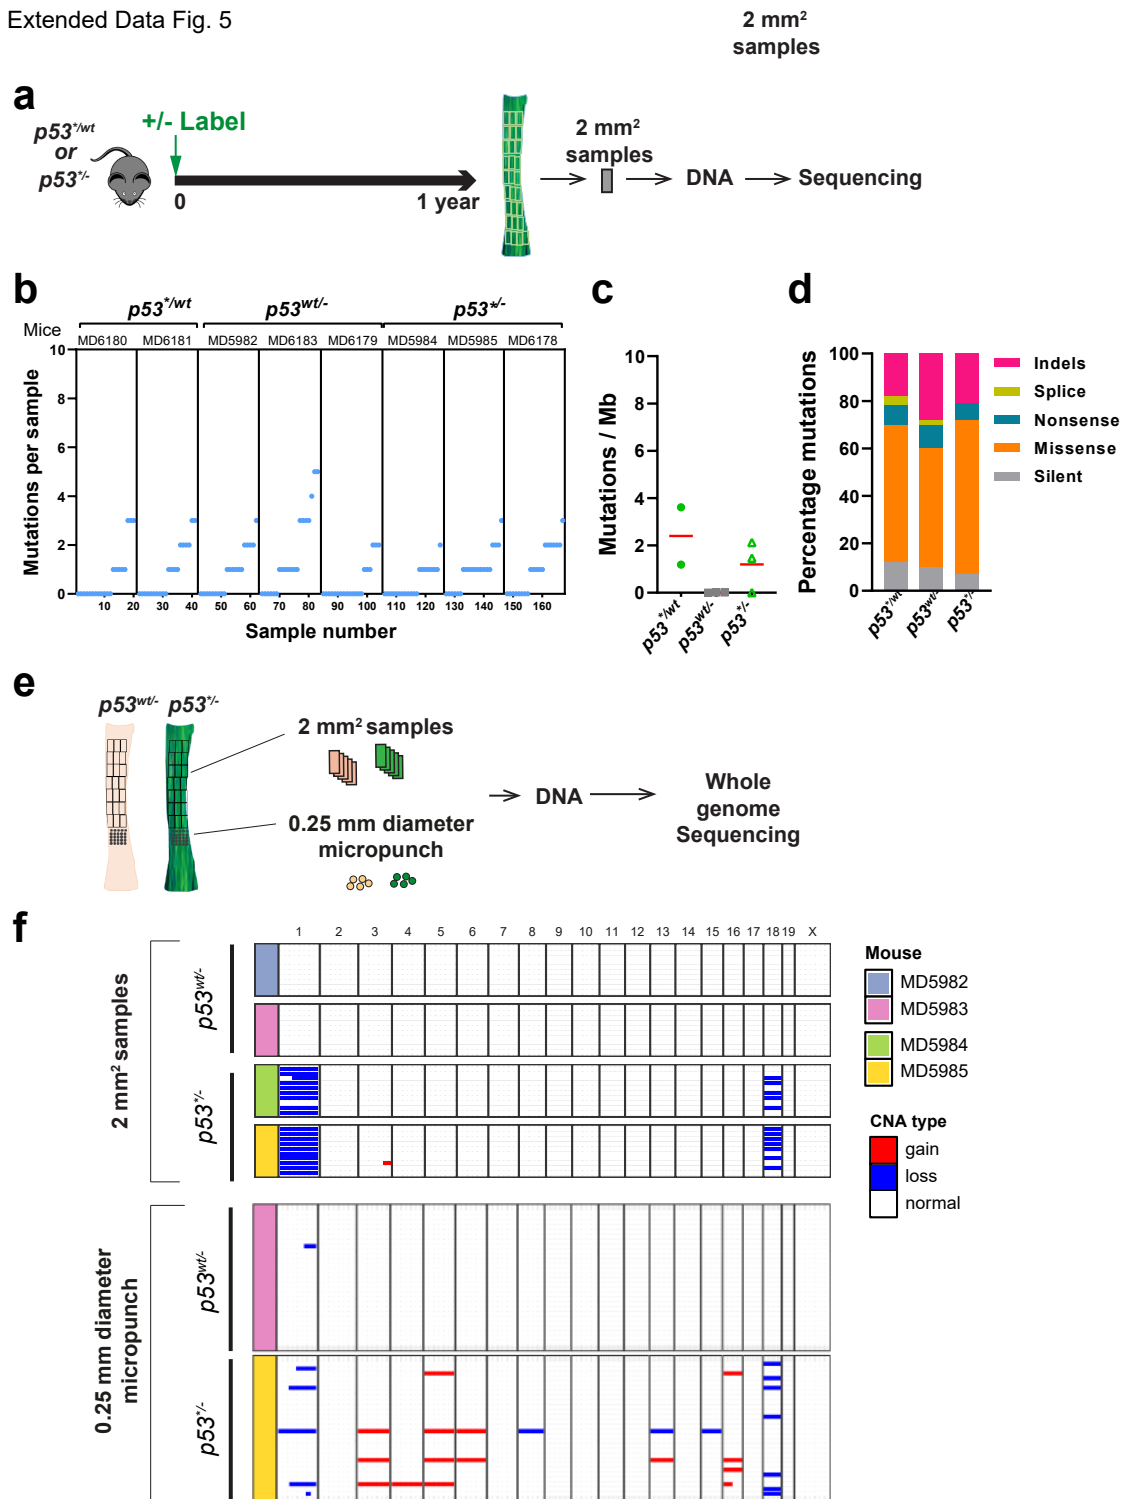 Extended Data Fig. 5
2 mm²
samples
a
p53*/wt
or
p53*/-
+/- Label
0
1 year
2 mm²
samples
DNA
Sequencing
b
p53*/wt
p53wt/-
p53*/-
Mice
MD6180
MD6181
MD5982
MD6183
MD6179
MD5984
MD5985
MD6178
Mutations per sample
10
8
6
4
2
0
10 20 30 40 50 60 70 80 90 100 110 120 130 140 150 160
Sample number
c
Mutations / Mb
10
8
6
4
2
0
p53*/wt
p53wt/-
p53*/-
d
Percentage mutations
100
80
60
40
20
0
p53*/wt
p53wt/-
p53*/-
Indels
Splice
Nonsense
Missense
Silent
e
p53wt/-
p53*/-
2 mm² samples
0.25 mm diameter
micropunch
DNA
Whole
genome
Sequencing
f
1 2 3 4 5 6 7 8 9 10 11 12 13 14 15 16 17 18 19 X
2 mm² samples
p53wt/-
p53*/-
0.25 mm diameter
micropunch
p53wt/-
p53*/-
Mouse
MD5982
MD5983
MD5984
MD5985
CNA type
gain
loss
normal